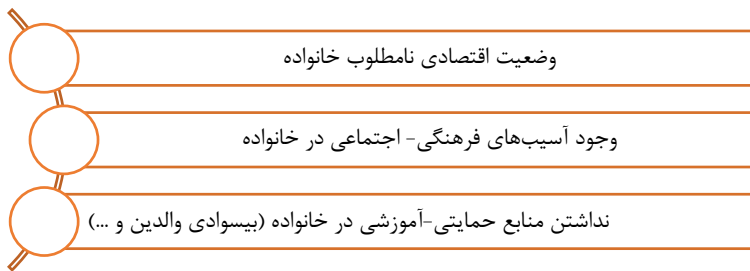 وضعیت اقتصادی نامطلوب خانواده
وجود آسیب‌های فرهنگی- اجتماعی در خانواده
نداشتن منابع حمایتی-آموزشی در خانواده (بیسوادی والدین و ...)